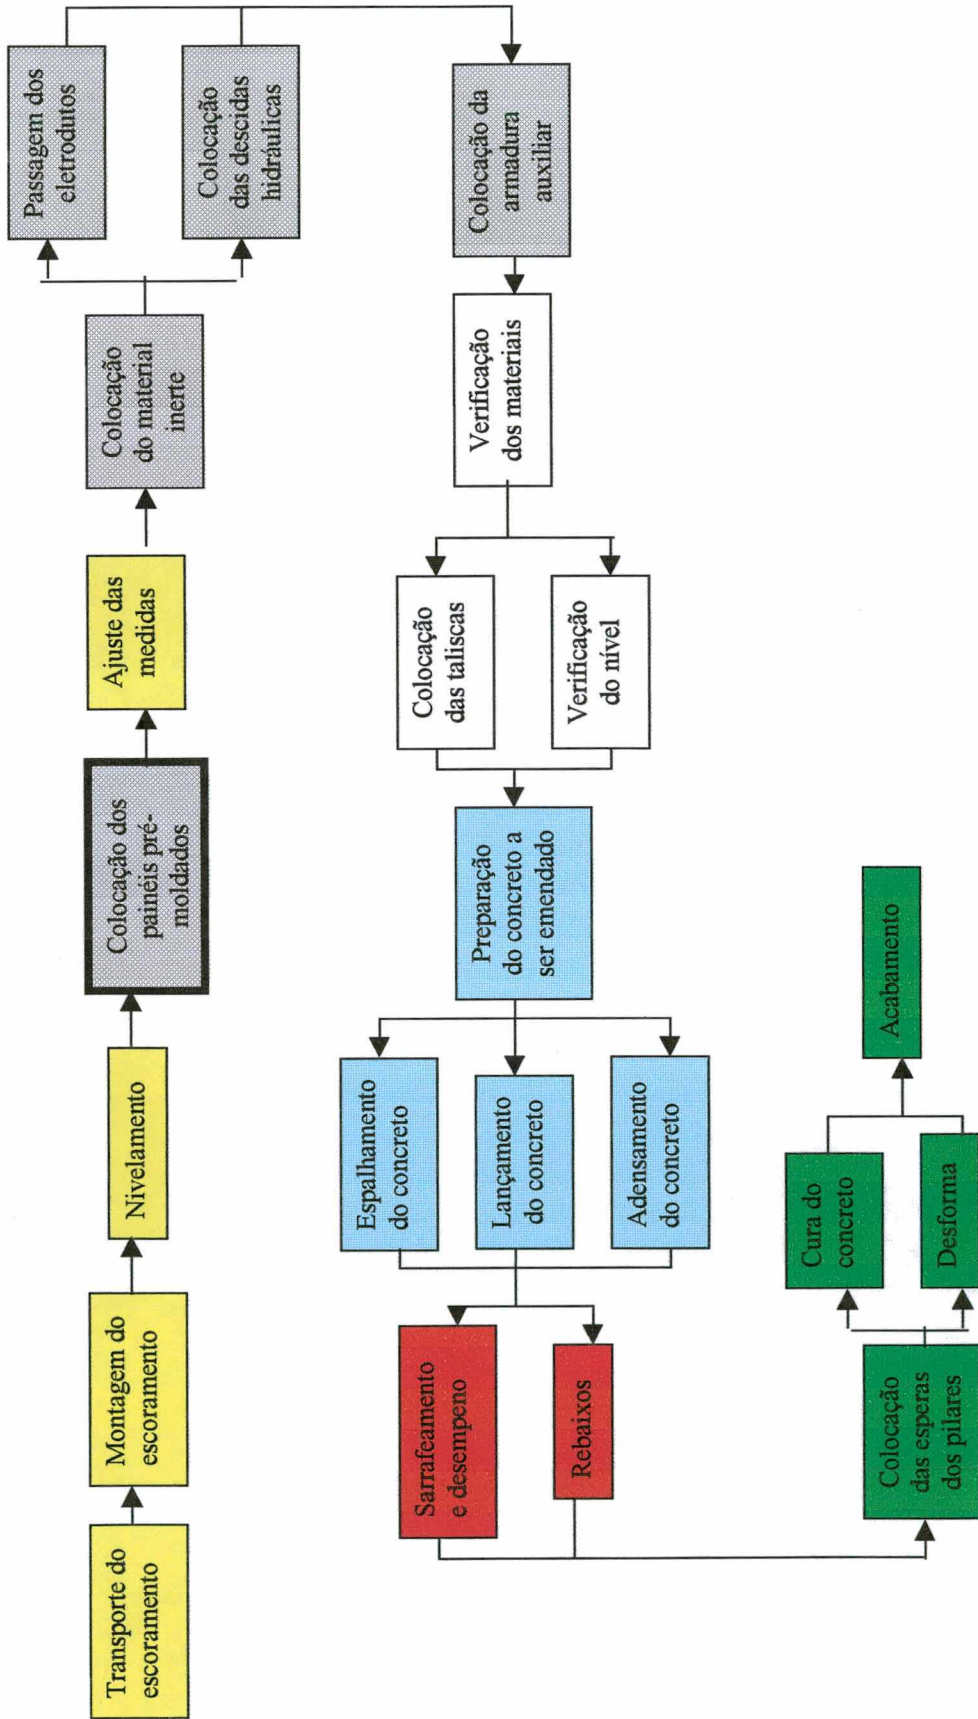 Transporte do
escoramento
Montagem do
escoramento
Nivelamento
Colocação dos
painéis pré-
moldados
Ajuste das
medidas
Colocação
do material
inerte
Passagem dos
eletrodutos
Colocação
das descidas
hidráulicas
Colocação da
armadura
auxiliar
Verificação
dos materiais
Colocação
das taliscas
Verificação
do nível
Preparação
do concreto a
ser emendado
Espalhamento
do concreto
Lançamento
do concreto
Adensamento
do concreto
Sarrafeamento
e desempeno
Rebaixos
Colocação
das esperas
dos pilares
Cura do
concreto
Desforma
Acabamento